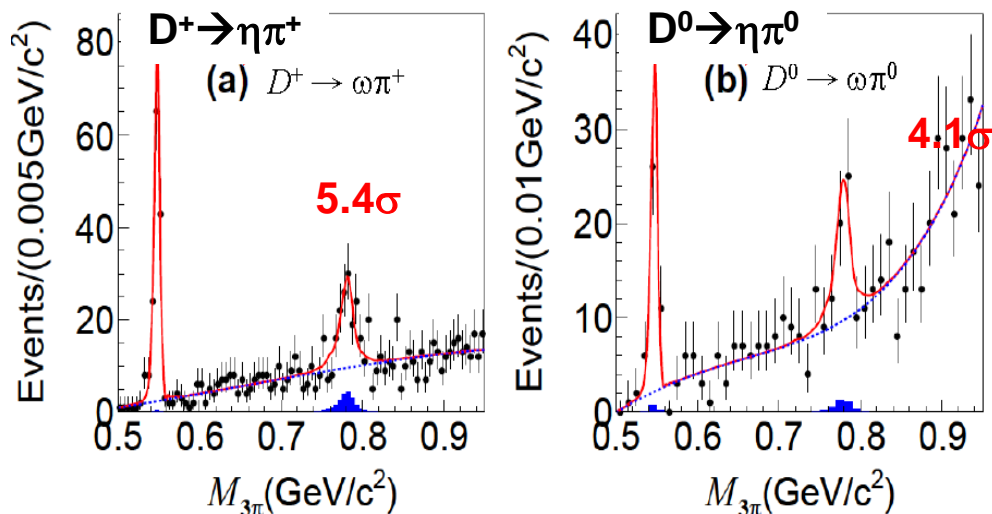 D⁺→ηπ⁺
(a) D⁺ → ωπ⁺
5.4σ
Events/(0.005GeV/c²)
80
60
40
20
0
0.5 0.6 0.7 0.8 0.9
M₃π(GeV/c²)
D⁰→ηπ⁰
(b) D⁰ → ωπ⁰
4.1σ
Events/(0.01GeV/c²)
40
30
20
10
0
0.5 0.6 0.7 0.8 0.9
M₃π(GeV/c²)